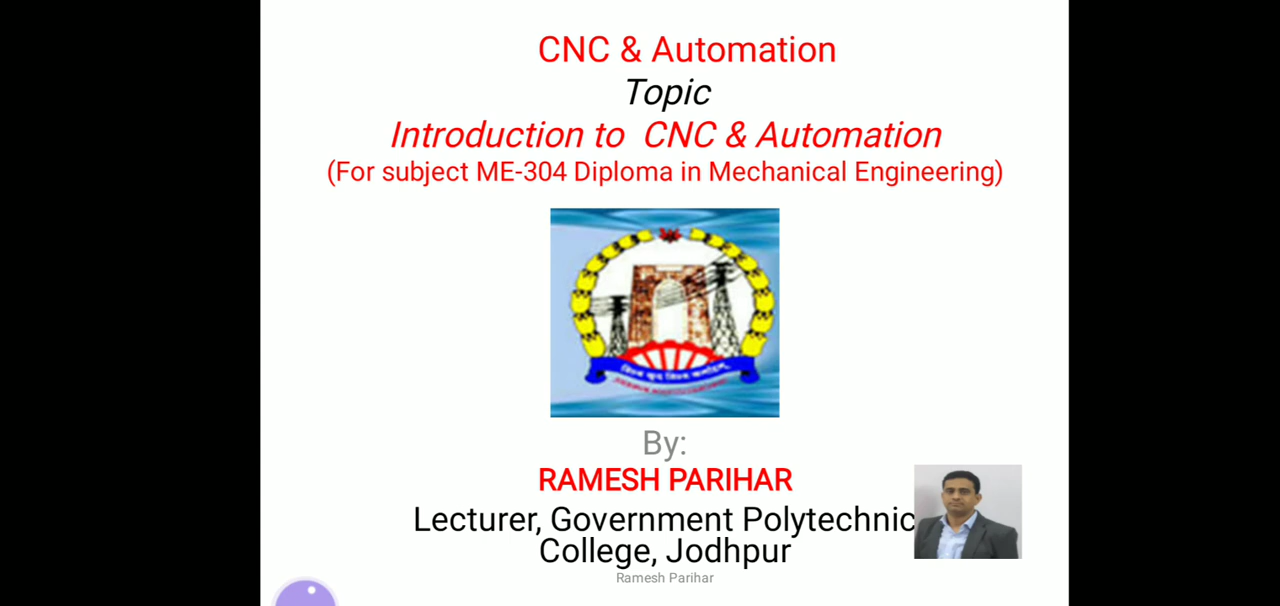 CNC & Automation
Topic
Introduction to CNC & Automation
(For subject ME-304 Diploma in Mechanical Engineering)
By:
RAMESH PARIHAR
Lecturer, Government Polytechnic
College, Jodhpur
Ramesh Parihar